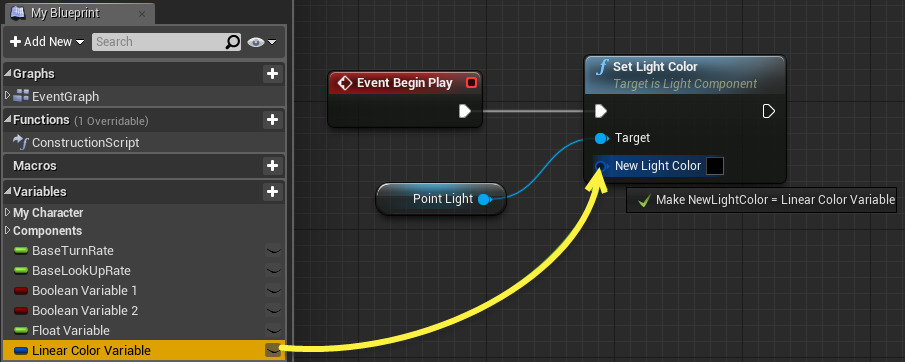 My Blueprint
Add New
Search
Graphs
EventGraph
Functions (1 Overridable)
ConstructionScript
Macros
Variables
My Character
Components
BaseTurnRate
BaseLookUpRate
Boolean Variable 1
Boolean Variable 2
Float Variable
Linear Color Variable
Event Begin Play
Point Light
Set Light Color
Target is Light Component
Target
New Light Color
Make NewLightColor = Linear Color Variable